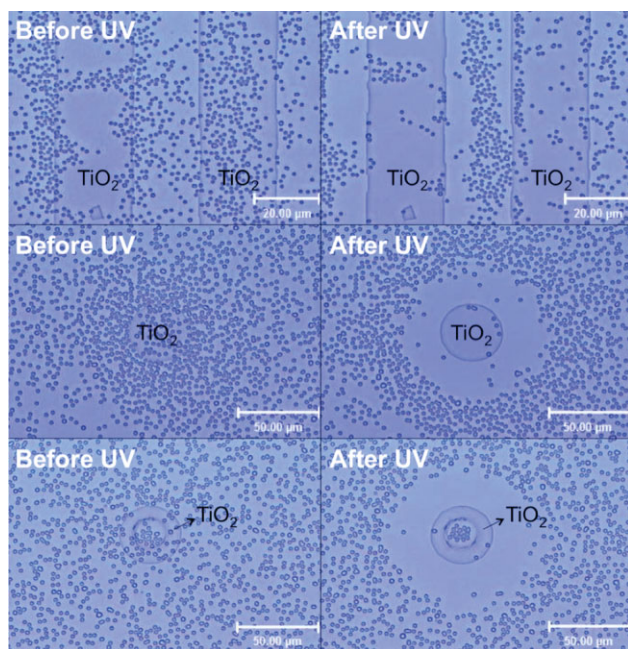 Before UV
After UV
TiO2
TiO2
TiO2
TiO2
20.00 µm
20.00 µm
Before UV
After UV
TiO2
TiO2
50.00 µm
50.00 µm
Before UV
After UV
TiO2
TiO2
50.00 µm
50.00 µm